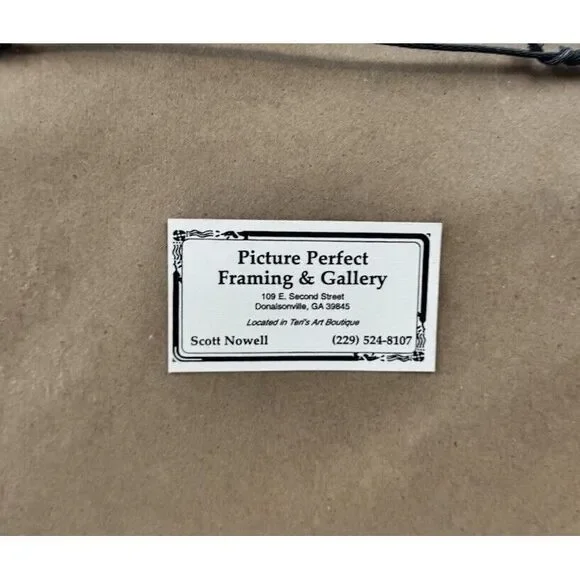 Picture Perfect
Framing & Gallery
109 E. Second Street
Donalsonville, GA 39845
Located in Teri's Art Boutique
Scott Nowell (229) 524-8107